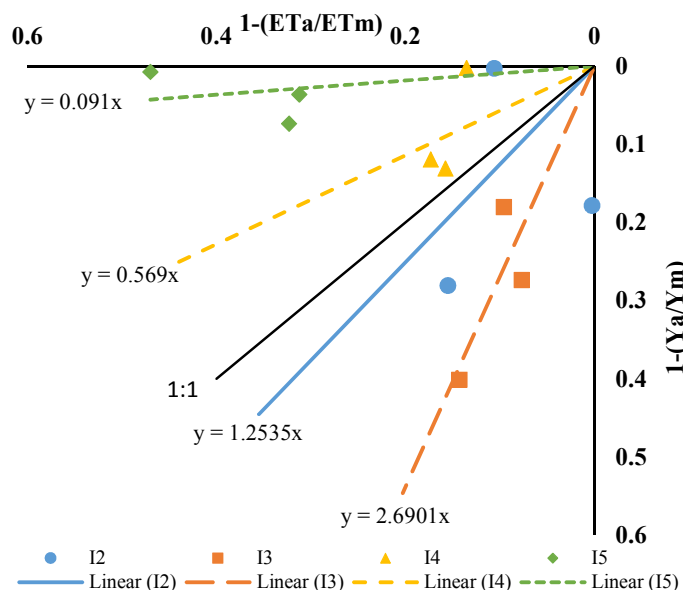 1-(ETa/ETm)
0.6 0.4 0.2 0
0
0.1
0.2
0.3
0.4
0.5
0.6
1-(Ya/Ym)
y = 0.091x
y = 0.569x
1:1
y = 1.2535x
y = 2.6901x
I2 I3 I4 I5
Linear (I2) Linear (I3) Linear (I4) Linear (I5)